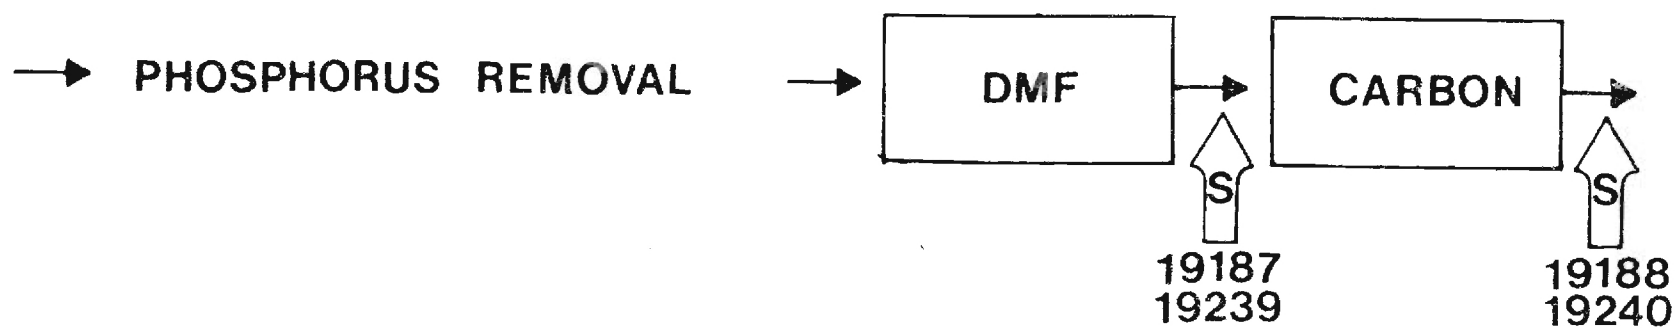 PHOSPHORUS REMOVAL
DMF
CARBON
S
S
19187
19239
19188
19240